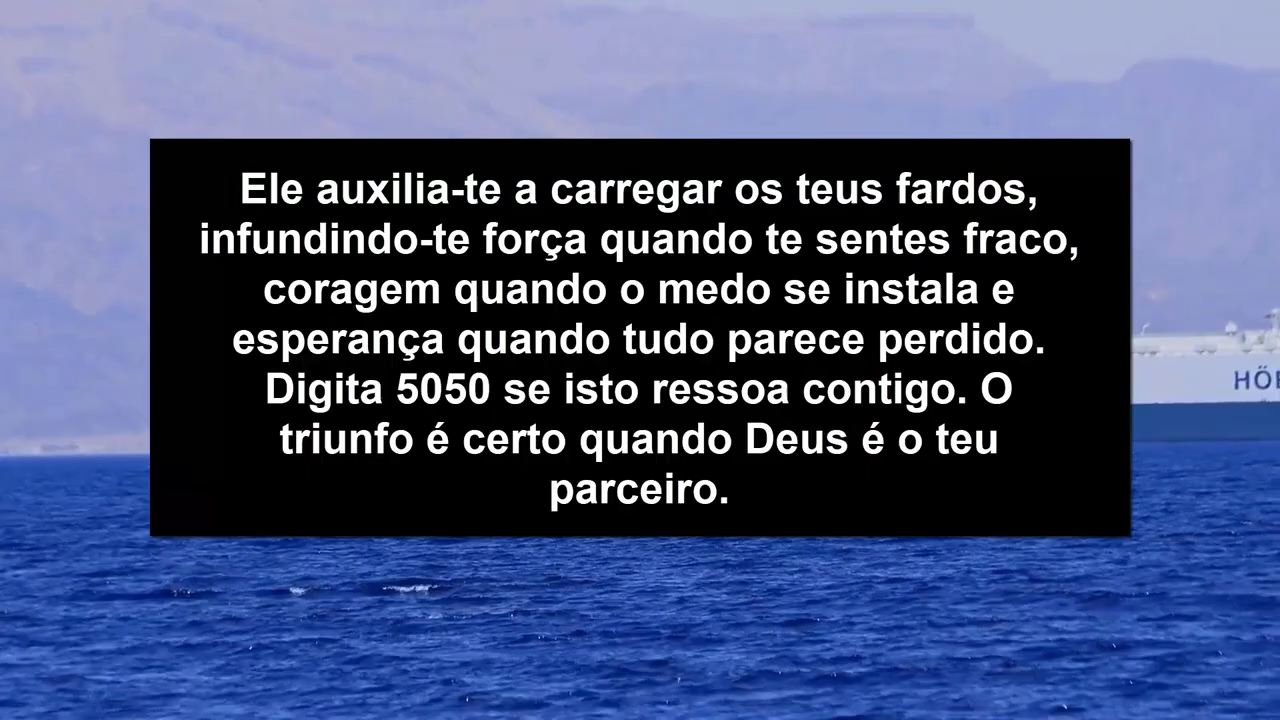 Ele auxilia-te a carregar os teus fardos,
infundindo-te força quando te sentes fraco,
coragem quando o medo se instala e
esperança quando tudo parece perdido.
Digita 5050 se isto ressoa contigo. O
triunfo é certo quando Deus é o teu
parceiro.